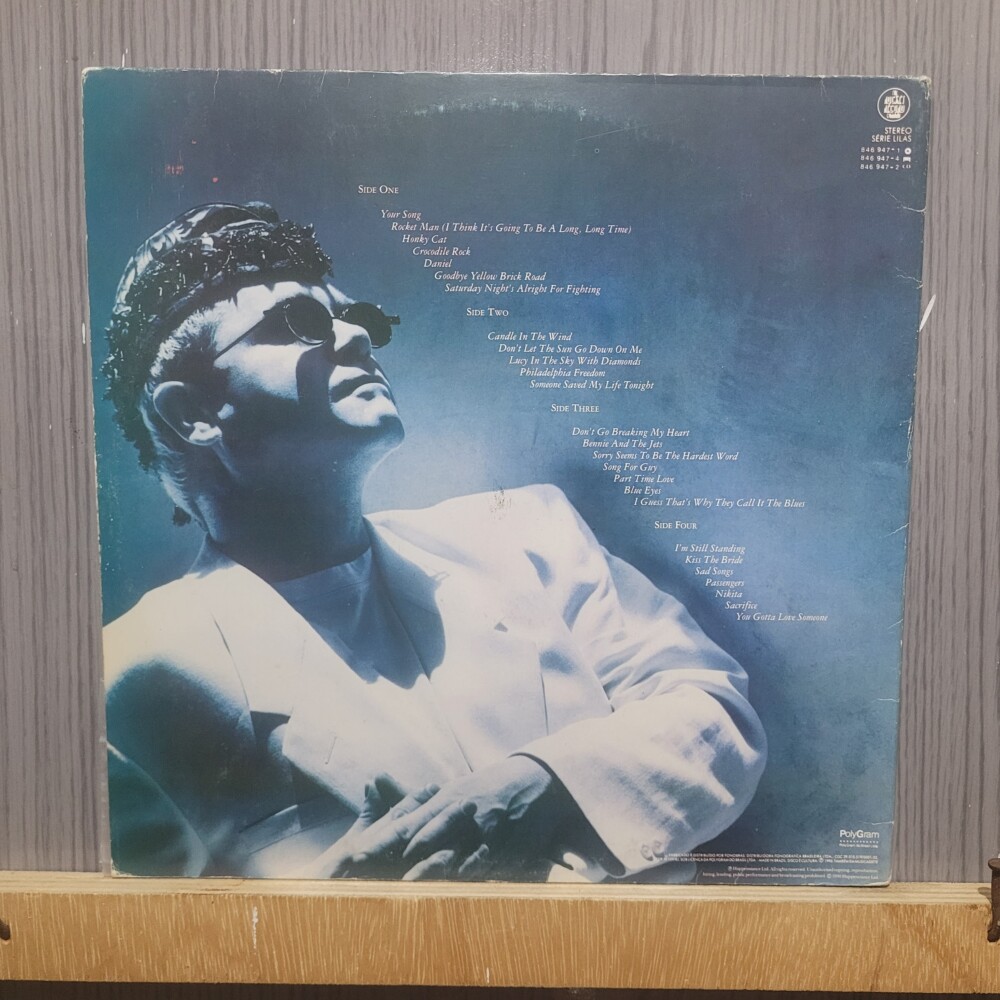 STEREO
SÉRIE LILAS
846 947-1
846 947-4
846 947-2
SIDE ONE
Your Song
Rocket Man (I Think It's Going To Be A Long, Long Time)
Honky Cat
Crocodile Rock
Daniel
Goodbye Yellow Brick Road
Saturday Night's Alright For Fighting
SIDE TWO
Candle In The Wind
Don't Let The Sun Go Down On Me
Lucy In The Sky With Diamonds
Philadelphia Freedom
Someone Saved My Life Tonight
SIDE THREE
Don't Go Breaking My Heart
Bennie And The Jets
Sorry Seems To Be The Hardest Word
Song For Guy
Part Time Love
Blue Eyes
I Guess That's Why They Call It The Blues
SIDE FOUR
I'm Still Standing
Kiss The Bride
Sad Songs
Passengers
Nikita
Sacrifice
You Gotta Love Someone
PolyGram